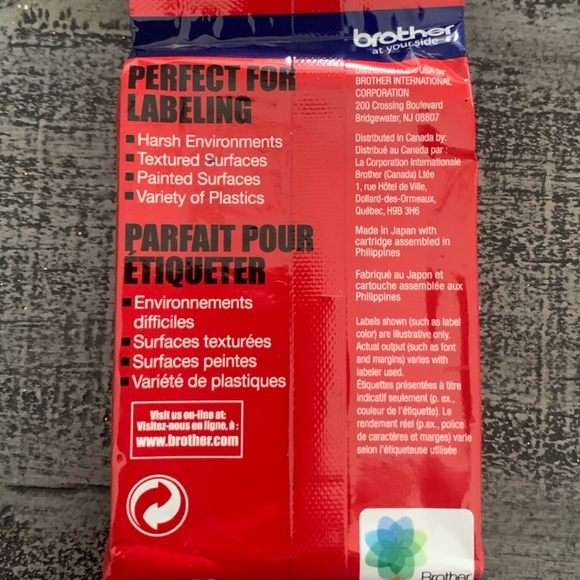 brother
at your side
PERFECT FOR
LABELING
Harsh Environments
Textured Surfaces
Painted Surfaces
Variety of Plastics
PARFAIT POUR
ÉTIQUETER
Environnements
difficiles
Surfaces texturées
Surfaces peintes
Variété de plastiques
Visit us on-line at:
Visitez-nous en ligne, à :
www.brother.com
Distributed in the USA by
BROTHER INTERNATIONAL
CORPORATION
200 Crossing Boulevard
Bridgewater, NJ 08807
Distributed in Canada by:
Distribué au Canada par :
La Corporation Internationale
Brother (Canada) Ltée
1, rue Hôtel de Ville,
Dollard-des-Ormeaux,
Québec, H9B 3H6
Made in Japan with
cartridge assembled in
Philippines
Fabriqué au Japon et
cartouche assemblée aux
Philippines
Labels shown (such as label
color) are illustrative only.
Actual output (such as font
and margins) varies with
labeler used.
Étiquettes présentées à titre
indicatif seulement (p. ex.,
couleur de l'étiquette). Le
rendement réel (p.ex., police
de caractères et marges) varie
selon l'étiqueteuse utilisée
Brother